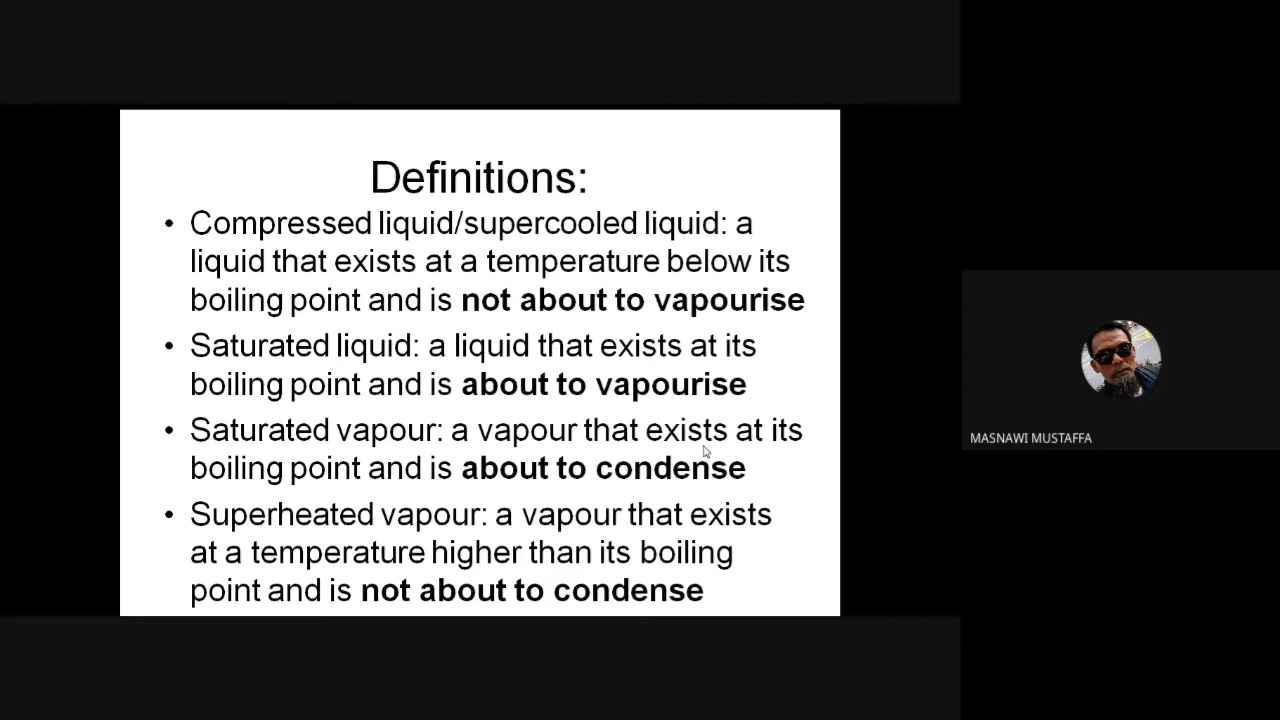 Definitions:
• Compressed liquid/supercooled liquid: a
liquid that exists at a temperature below its
boiling point and is not about to vapourise
• Saturated liquid: a liquid that exists at its
boiling point and is about to vapourise
• Saturated vapour: a vapour that exists at its
boiling point and is about to condense
• Superheated vapour: a vapour that exists
at a temperature higher than its boiling
point and is not about to condense
MASNAWI MUSTAFFA